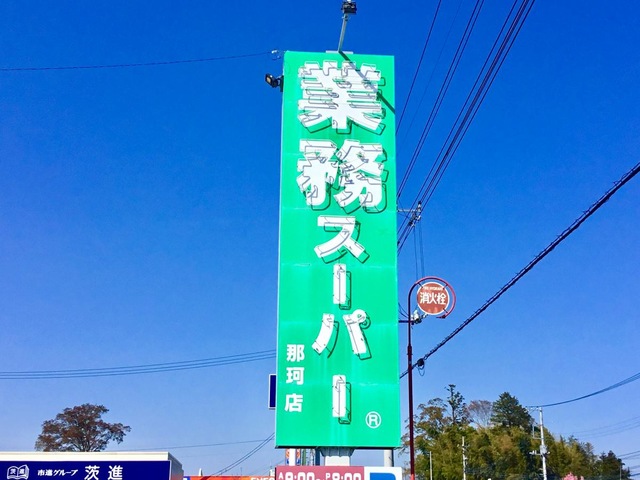 業務スーパー
那珂店
®
消火栓
市進グループ 茨進